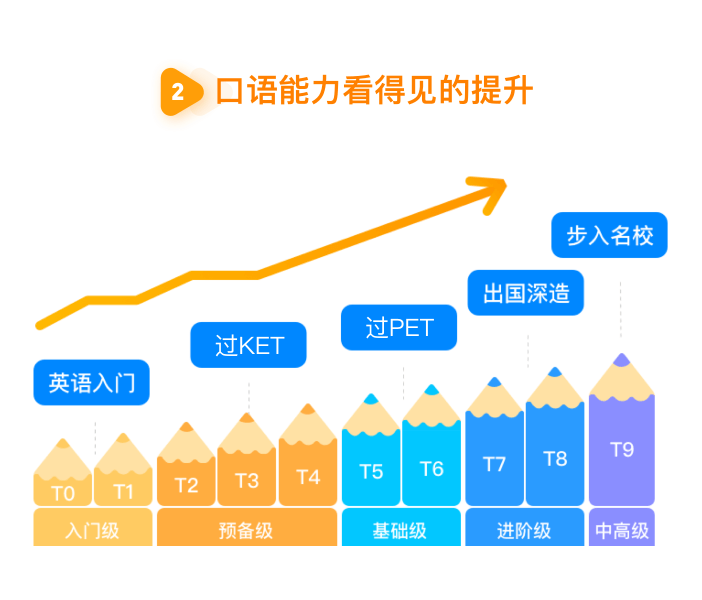 2 口语能力看得见的提升
步入名校
出国深造
过PET
过KET
英语入门
T0 T1 T2 T3 T4 T5 T6 T7 T8 T9
入门级 预备级 基础级 进阶级 中高级